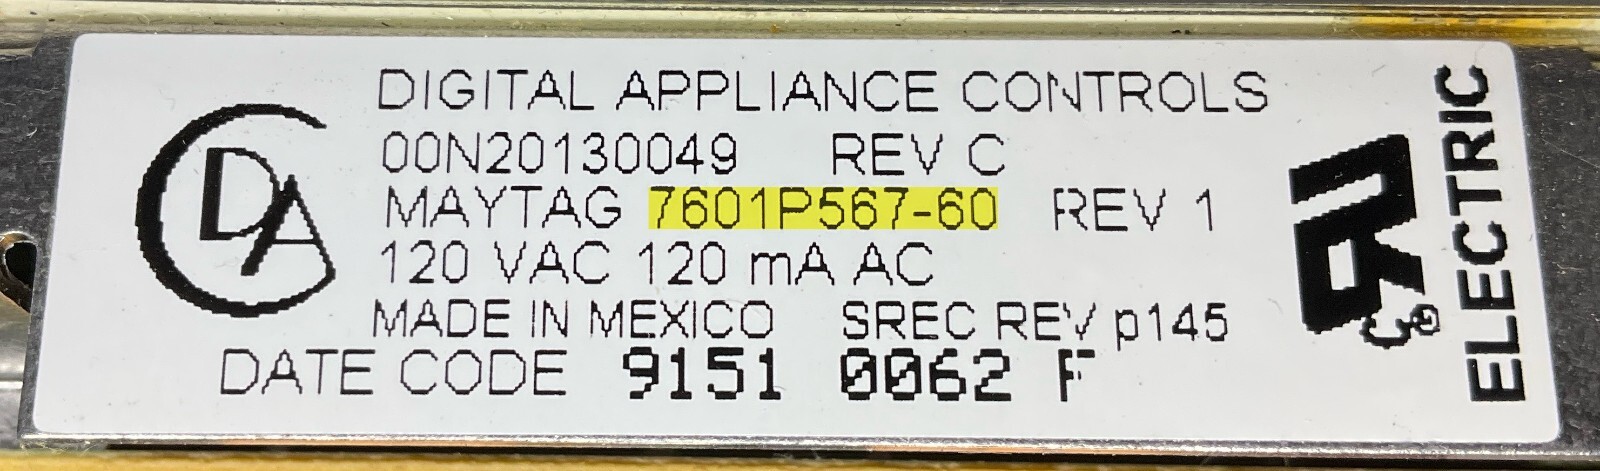 DIGITAL APPLIANCE CONTROLS
00N20130049 REV C
MAYTAG 7601P567-60 REV 1
120 VAC 120 mA AC
MADE IN MEXICO SREC REV p145
DATE CODE 9151 0062 F
DA
ELECTRIC